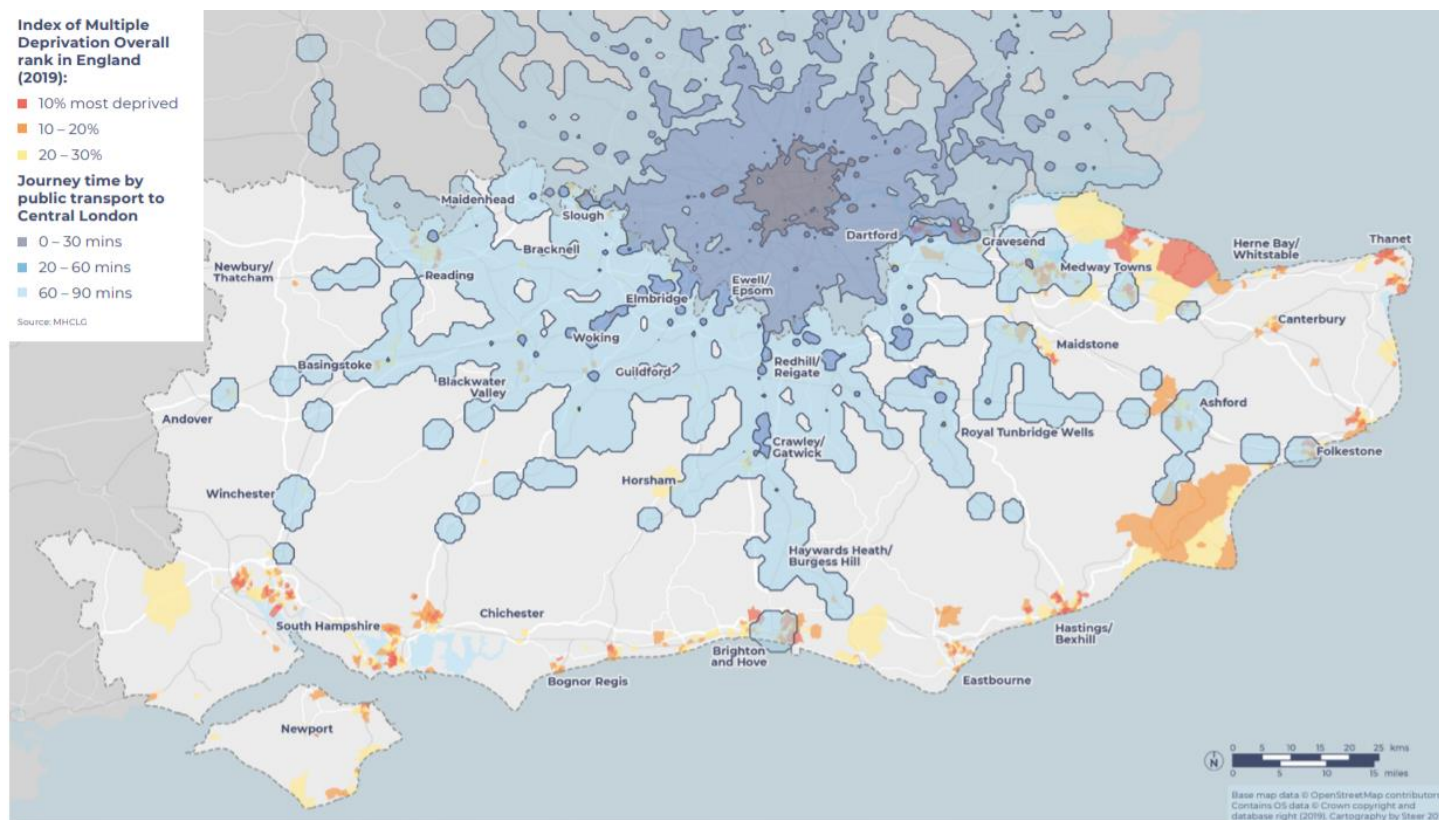 Index of Multiple
Deprivation Overall
rank in England
(2019):
10% most deprived
10 – 20%
20 – 30%
Journey time by
public transport to
Central London
0 – 30 mins
20 – 60 mins
60 – 90 mins
Source: MHCLG
Maidenhead
Slough
Bracknell
Reading
Newbury/
Thatcham
Dartford
Gravesend
Medway Towns
Herne Bay/
Whitstable
Thanet
Ewell/
Epsom
Elmbridge
Woking
Canterbury
Maidstone
Basingstoke
Blackwater
Valley
Guildford
Redhill/
Reigate
Andover
Ashford
Royal Tunbridge Wells
Crawley/
Gatwick
Folkestone
Winchester
Horsham
Haywards Heath/
Burgess Hill
South Hampshire
Chichester
Hastings/
Bexhill
Brighton
and Hove
Bognor Regis
Eastbourne
Newport
N
0 5 10 15 20 25 kms
0 5 10 15 miles
Base map data © OpenStreetMap contributors
Contains OS data © Crown copyright and
database right (2019). Cartography by Steer 20